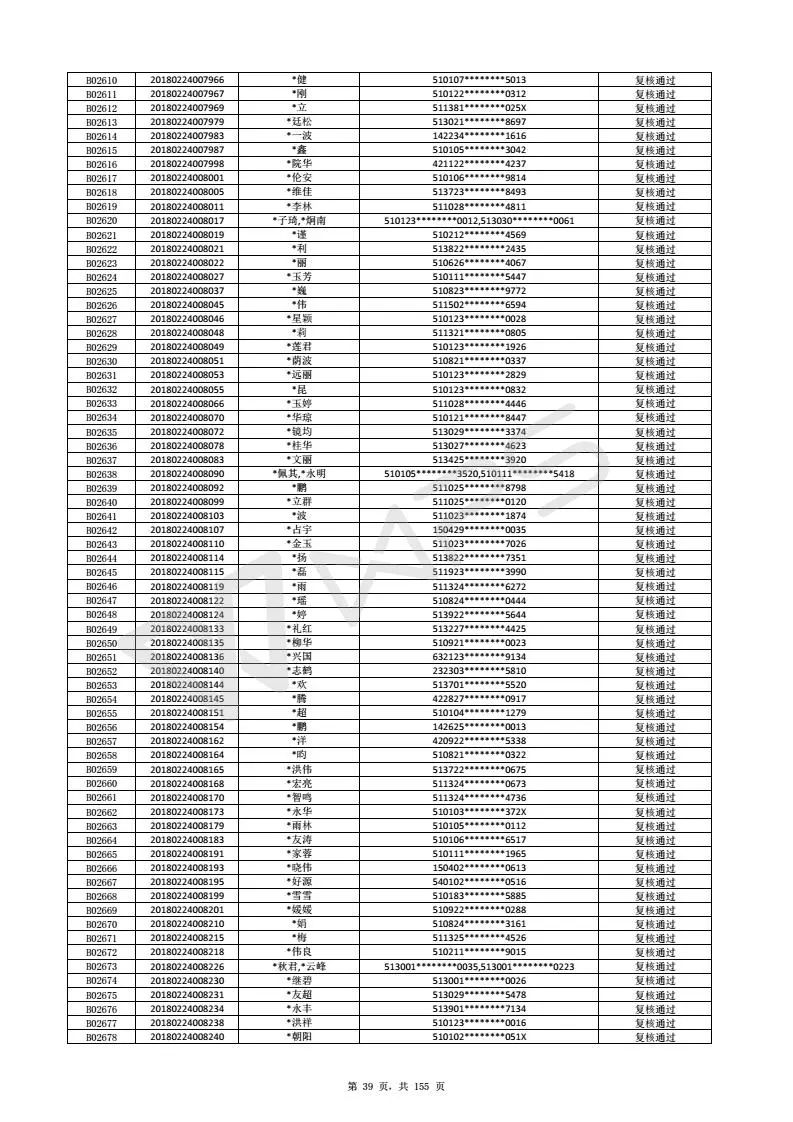 B02610 20180224007966 *健 510107********5013 复核通过
B02611 20180224007967 *刚 510122********0312 复核通过
B02612 20180224007969 *立 511381********025X 复核通过
B02613 20180224007979 *廷松 513021********8697 复核通过
B02614 20180224007983 *一波 142234********1616 复核通过
B02615 20180224007987 *鑫 510105********3042 复核通过
B02616 20180224007998 *院华 421122********4237 复核通过
B02617 20180224008001 *伦安 510106********9814 复核通过
B02618 20180224008005 *维佳 513723********8493 复核通过
B02619 20180224008011 *李林 511028********4811 复核通过
B02620 20180224008017 *子琦,*炯南 510123********0012,513030********0061 复核通过
B02621 20180224008019 *谨 510212********4569 复核通过
B02622 20180224008021 *利 513822********2435 复核通过
B02623 20180224008022 *丽 510626********4067 复核通过
B02624 20180224008027 *玉芳 510111********5447 复核通过
B02625 20180224008037 *巍 510823********9772 复核通过
B02626 20180224008045 *伟 511502********6594 复核通过
B02627 20180224008046 *星颖 510123********0028 复核通过
B02628 20180224008048 *莉 511321********0805 复核通过
B02629 20180224008049 *莲君 510123********1926 复核通过
B02630 20180224008051 *荫波 510821********0337 复核通过
B02631 20180224008053 *远丽 510123********2829 复核通过
B02632 20180224008055 *昆 510123********0832 复核通过
B02633 20180224008066 *玉婷 511028********4446 复核通过
B02634 20180224008070 *华琼 510121********8447 复核通过
B02635 20180224008072 *镜均 513029********3374 复核通过
B02636 20180224008078 *桂华 513027********4623 复核通过
B02637 20180224008083 *文丽 513425********3920 复核通过
B02638 20180224008090 *佩其,*永明 510105********3520,510111********5418 复核通过
B02639 20180224008092 *鹏 511025********8798 复核通过
B02640 20180224008099 *立群 511025********0120 复核通过
B02641 20180224008103 *波 511023********1874 复核通过
B02642 20180224008107 *占宇 150429********0035 复核通过
B02643 20180224008110 *金玉 511023********7026 复核通过
B02644 20180224008114 *扬 513822********7351 复核通过
B02645 20180224008115 *磊 511923********3990 复核通过
B02646 20180224008119 *雨 511324********6272 复核通过
B02647 20180224008122 *瑶 510824********0444 复核通过
B02648 20180224008124 *婷 513922********5644 复核通过
B02649 20180224008133 *礼红 513227********4425 复核通过
B02650 20180224008135 *柳华 510921********0023 复核通过
B02651 20180224008136 *兴国 632123********9134 复核通过
B02652 20180224008140 *志鹤 232303********5810 复核通过
B02653 20180224008144 *欢 513701********5520 复核通过
B02654 20180224008145 *腾 422827********0917 复核通过
B02655 20180224008151 *超 510104********1279 复核通过
B02656 20180224008154 *鹏 142625********0013 复核通过
B02657 20180224008162 *洋 420922********5338 复核通过
B02658 20180224008164 *昀 510821********0322 复核通过
B02659 20180224008165 *洪伟 513722********0675 复核通过
B02660 20180224008168 *宏亮 511324********0673 复核通过
B02661 20180224008170 *智鸣 511324********4736 复核通过
B02662 20180224008173 *永华 510103********372X 复核通过
B02663 20180224008179 *雨林 510105********0112 复核通过
B02664 20180224008183 *友涛 510106********6517 复核通过
B02665 20180224008191 *家蓉 510111********1965 复核通过
B02666 20180224008193 *晓伟 150402********0613 复核通过
B02667 20180224008195 *好源 540102********0516 复核通过
B02668 20180224008199 *雪雪 510183********5885 复核通过
B02669 20180224008201 *媛媛 510922********0288 复核通过
B02670 20180224008210 *娟 510824********3161 复核通过
B02671 20180224008215 *梅 511325********4526 复核通过
B02672 20180224008218 *伟良 510211********9015 复核通过
B02673 20180224008226 *秋君,*云峰 513001********0035,513001********0223 复核通过
B02674 20180224008230 *继碧 513001********0026 复核通过
B02675 20180224008231 *友超 513029********5478 复核通过
B02676 20180224008234 *永丰 513901********7134 复核通过
B02677 20180224008238 *洪祥 510123********0016 复核通过
B02678 20180224008240 *朝阳 510102********051X 复核通过
第 39 页，共 155 页